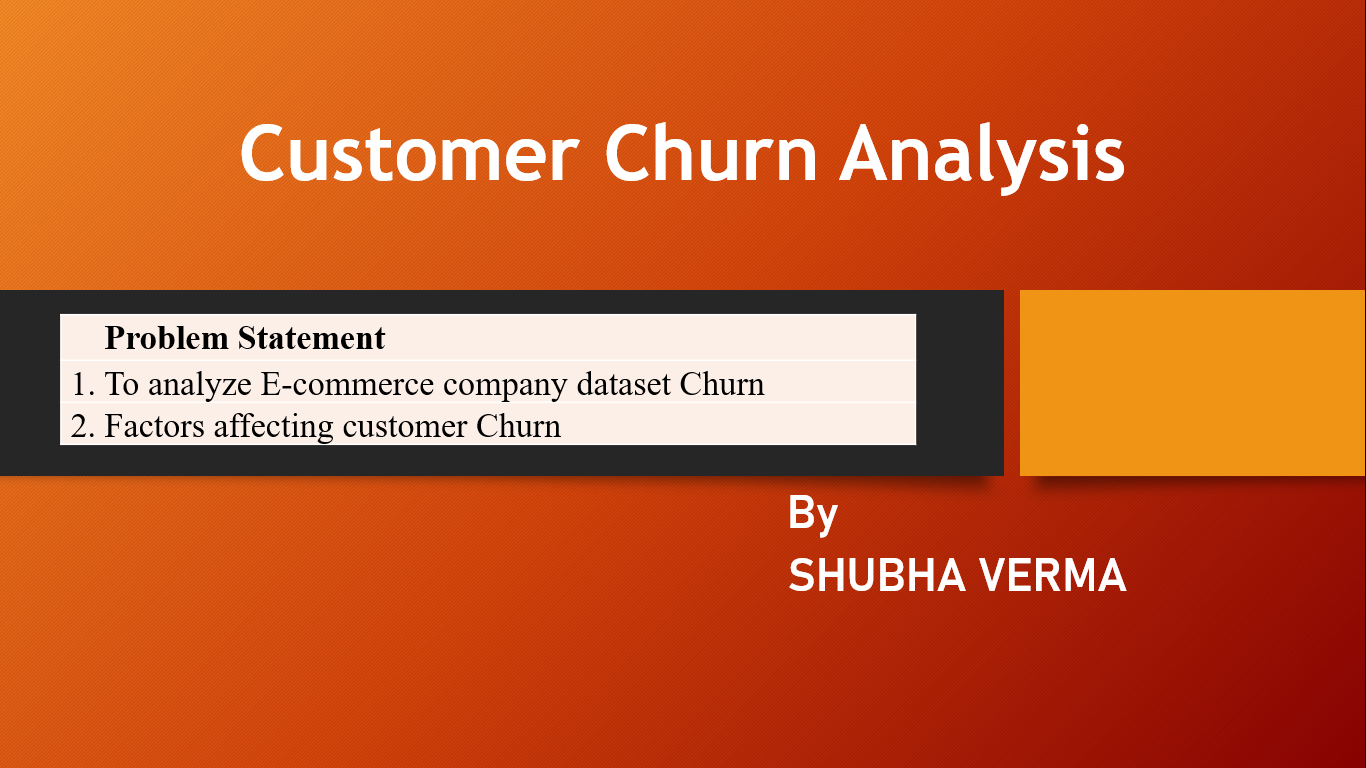 Customer Churn Analysis
Problem Statement
1. To analyze E-commerce company dataset Churn
2. Factors affecting customer Churn
By
SHUBHA VERMA